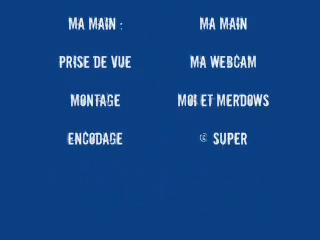 MA MAIN : MA MAIN
PRISE DE VUE MA WEBCAM
MONTAGE MOI ET MERDOWS
ENCODAGE © SUPER